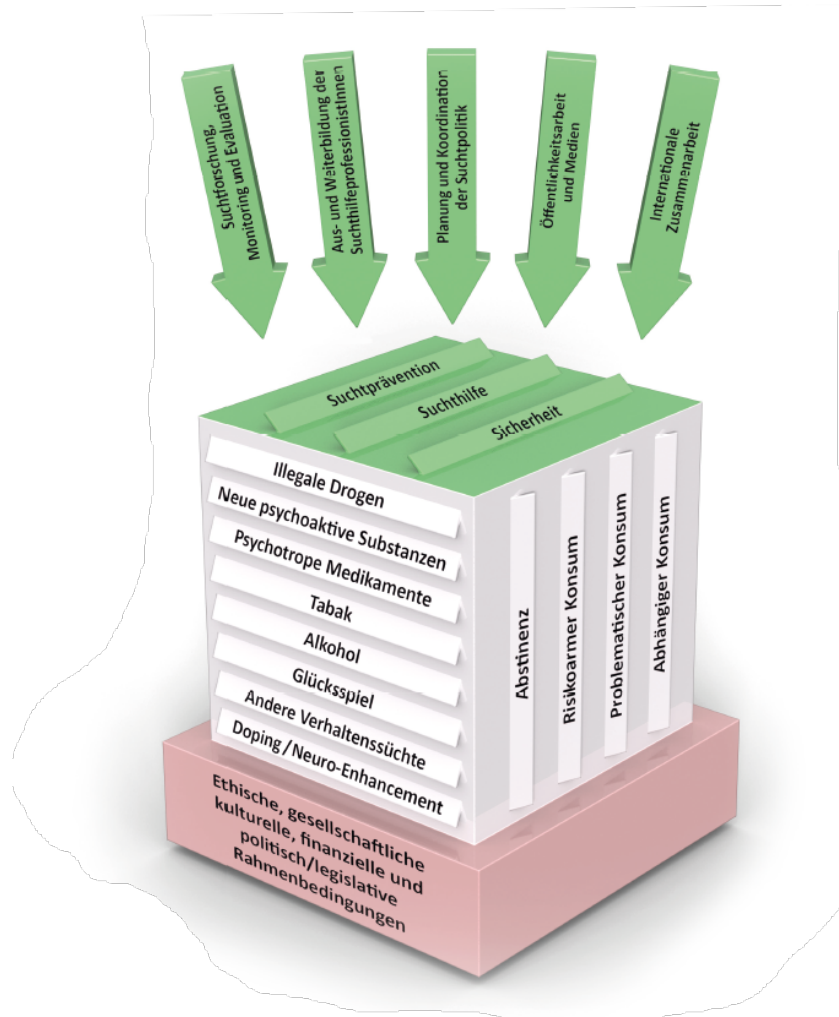 Suchtforschung,
Monitoring und Evaluation
Aus- und Weiterbildung der
SuchthilfeprofessionistInnen
Planung und Koordination
der Suchtpolitik
Öffentlichkeitsarbeit
und Medien
Internationale
Zusammenarbeit
Suchtprävention
Suchthilfe
Sicherheit
Illegale Drogen
Neue psychoaktive Substanzen
Psychotrope Medikamente
Tabak
Alkohol
Glücksspiel
Andere Verhaltenssüchte
Doping/Neuro-Enhancement
Abstinenz
Risikoarmer Konsum
Problematischer Konsum
Abhängiger Konsum
Ethische, gesellschaftliche
kulturelle, finanzielle und
politisch/legislative
Rahmenbedingungen